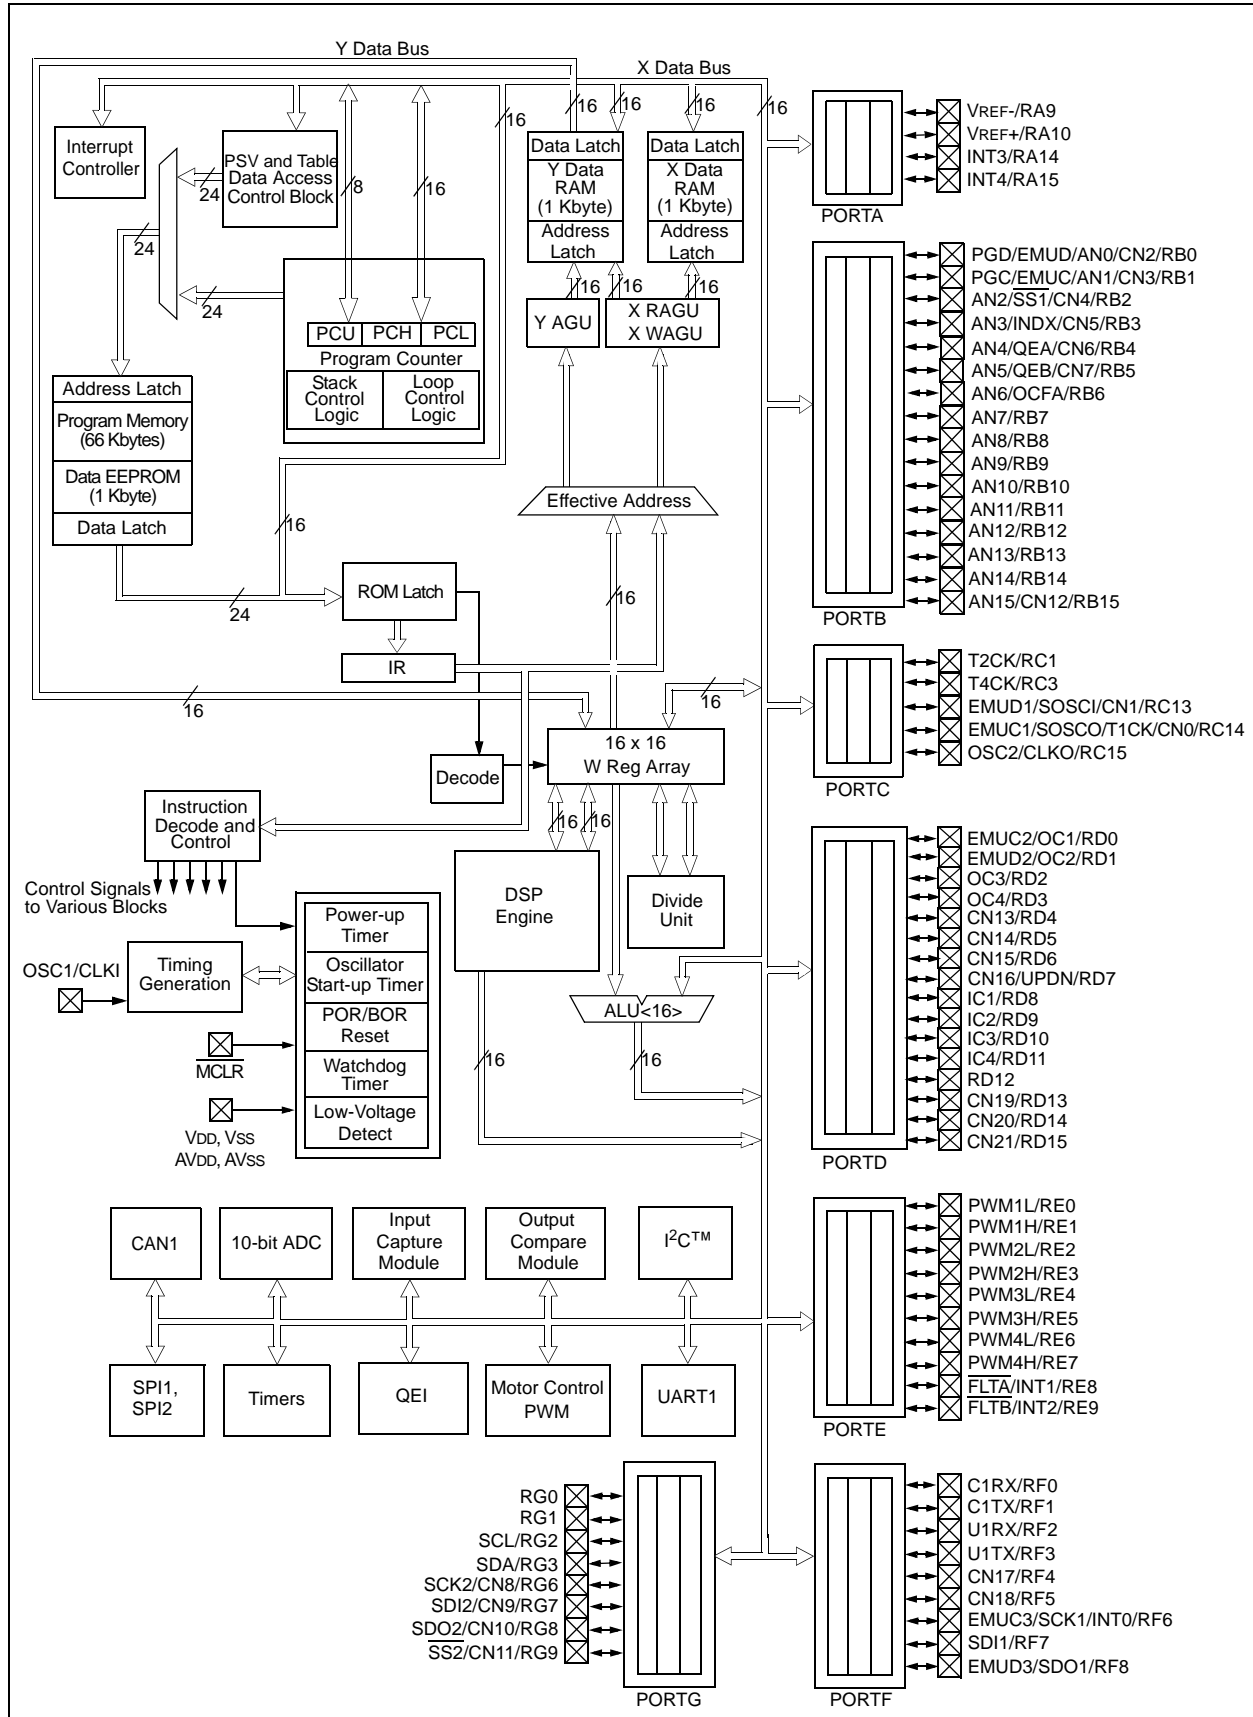 Y Data Bus
X Data Bus
16
16
16
16
16
Interrupt
Controller
PSV and Table
Data Access
Control Block
24
8
16
24
24
Data Latch
Y Data
RAM
(1 Kbyte)
Address
Latch
Data Latch
X Data
RAM
(1 Kbyte)
Address
Latch
16
16
16
Y AGU
X RAGU
X WAGU
PCU
PCH
PCL
Program Counter
Stack
Control
Logic
Loop
Control
Logic
Address Latch
Program Memory
(66 Kbytes)
Data EEPROM
(1 Kbyte)
Data Latch
Effective Address
16
24
ROM Latch
16
IR
16
16
16 x 16
W Reg Array
Decode
Instruction
Decode and
Control
16
16
Control Signals
to Various Blocks
DSP
Engine
Divide
Unit
Power-up
Timer
Oscillator
Start-up Timer
POR/BOR
Reset
Watchdog
Timer
Low-Voltage
Detect
OSC1/CLKI
Timing
Generation
MCLR
VDD, VSS
AVDD, AVSS
ALU<16>
16
16
CAN1
10-bit ADC
Input
Capture
Module
Output
Compare
Module
I2C™
SPI1,
SPI2
Timers
QEI
Motor Control
PWM
UART1
VREF-/RA9
VREF+/RA10
INT3/RA14
INT4/RA15
PORTA
PGD/EMUD/AN0/CN2/RB0
PGC/EMUC/AN1/CN3/RB1
AN2/SS1/CN4/RB2
AN3/INDX/CN5/RB3
AN4/QEA/CN6/RB4
AN5/QEB/CN7/RB5
AN6/OCFA/RB6
AN7/RB7
AN8/RB8
AN9/RB9
AN10/RB10
AN11/RB11
AN12/RB12
AN13/RB13
AN14/RB14
AN15/CN12/RB15
PORTB
T2CK/RC1
T4CK/RC3
EMUD1/SOSCI/CN1/RC13
EMUC1/SOSCO/T1CK/CN0/RC14
OSC2/CLKO/RC15
PORTC
EMUC2/OC1/RD0
EMUD2/OC2/RD1
OC3/RD2
OC4/RD3
CN13/RD4
CN14/RD5
CN15/RD6
CN16/UPDN/RD7
IC1/RD8
IC2/RD9
IC3/RD10
IC4/RD11
RD12
CN19/RD13
CN20/RD14
CN21/RD15
PORTD
PWM1L/RE0
PWM1H/RE1
PWM2L/RE2
PWM2H/RE3
PWM3L/RE4
PWM3H/RE5
PWM4L/RE6
PWM4H/RE7
FLTA/INT1/RE8
FLTB/INT2/RE9
PORTE
RG0
RG1
SCL/RG2
SDA/RG3
SCK2/CN8/RG6
SDI2/CN9/RG7
SDO2/CN10/RG8
SS2/CN11/RG9
PORTG
C1RX/RF0
C1TX/RF1
U1RX/RF2
U1TX/RF3
CN17/RF4
CN18/RF5
EMUC3/SCK1/INT0/RF6
SDI1/RF7
EMUD3/SDO1/RF8
PORTF